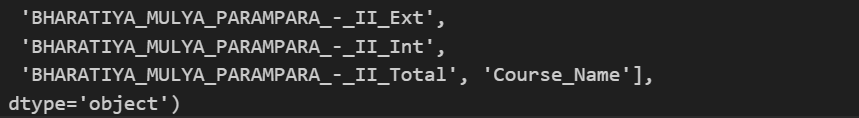 'BHARATIYA_MULYA_PARAMPARA_-_II_Ext',
'BHARATIYA_MULYA_PARAMPARA_-_II_Int',
'BHARATIYA_MULYA_PARAMPARA_-_II_Total', 'Course_Name'],
dtype='object')